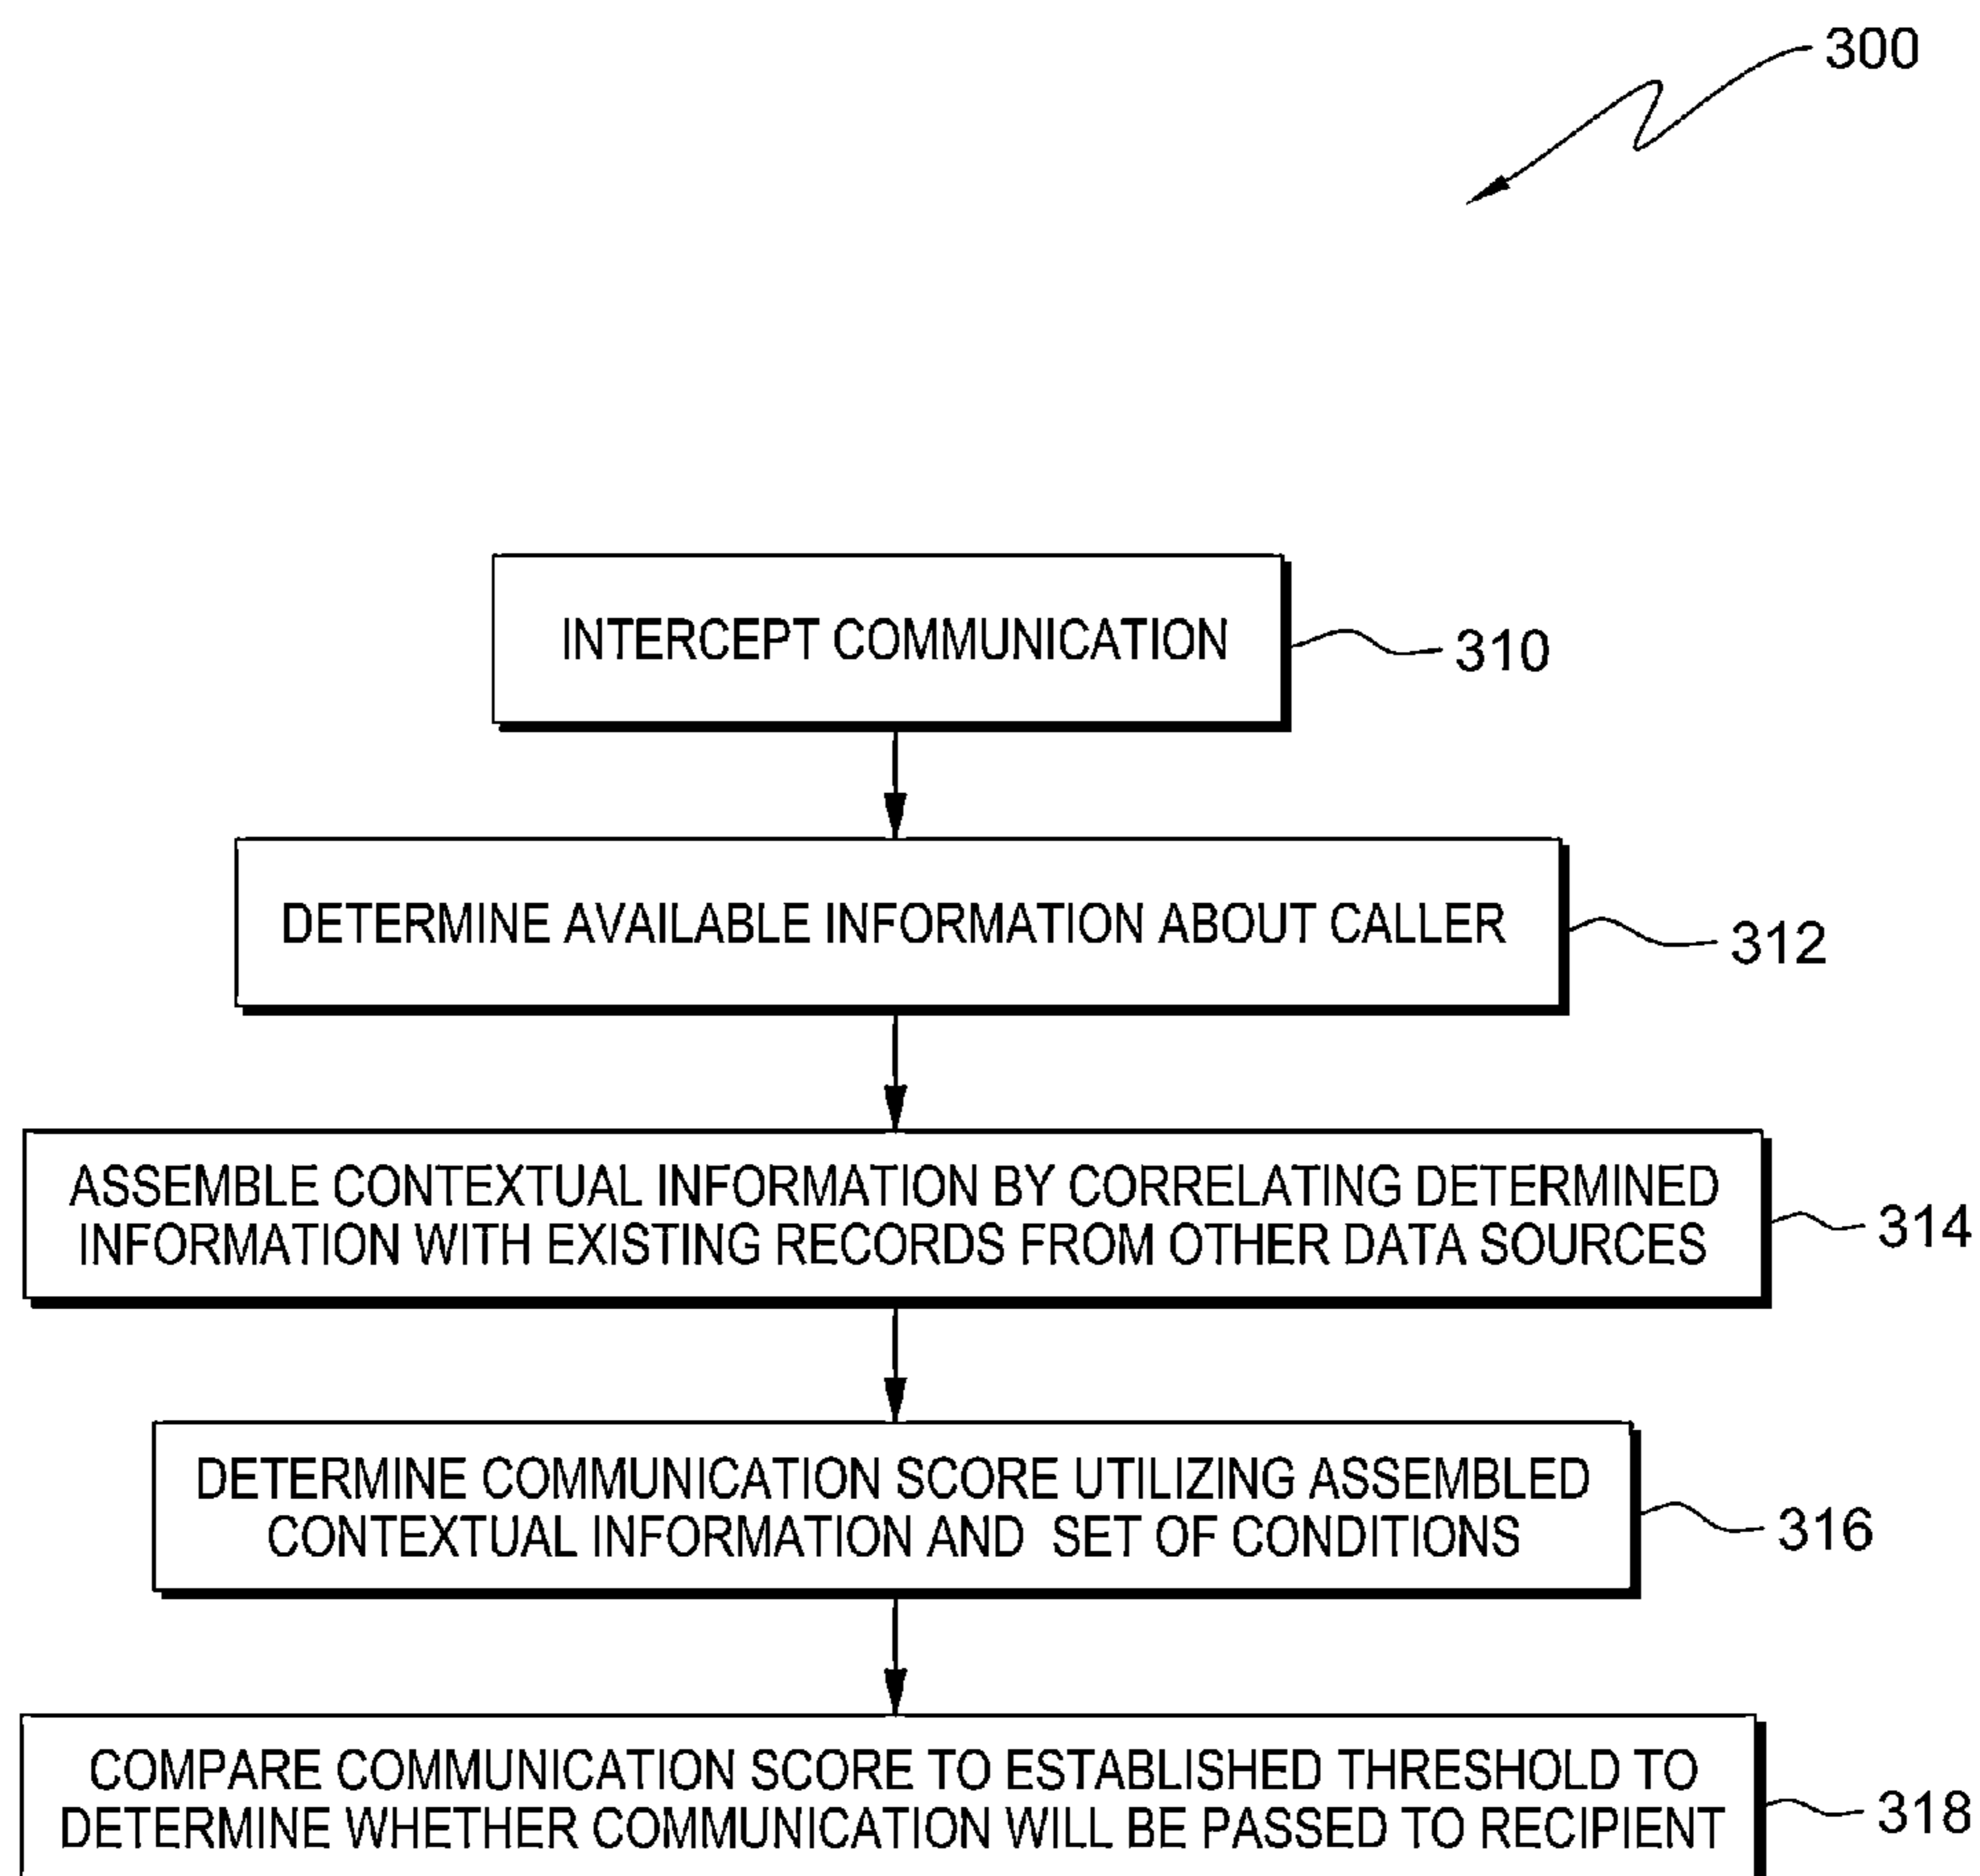 300
INTERCEPT COMMUNICATION
310
DETERMINE AVAILABLE INFORMATION ABOUT CALLER
312
ASSEMBLE CONTEXTUAL INFORMATION BY CORRELATING DETERMINED
INFORMATION WITH EXISTING RECORDS FROM OTHER DATA SOURCES
314
DETERMINE COMMUNICATION SCORE UTILIZING ASSEMBLED
CONTEXTUAL INFORMATION AND SET OF CONDITIONS
316
COMPARE COMMUNICATION SCORE TO ESTABLISHED THRESHOLD TO
DETERMINE WHETHER COMMUNICATION WILL BE PASSED TO RECIPIENT
318